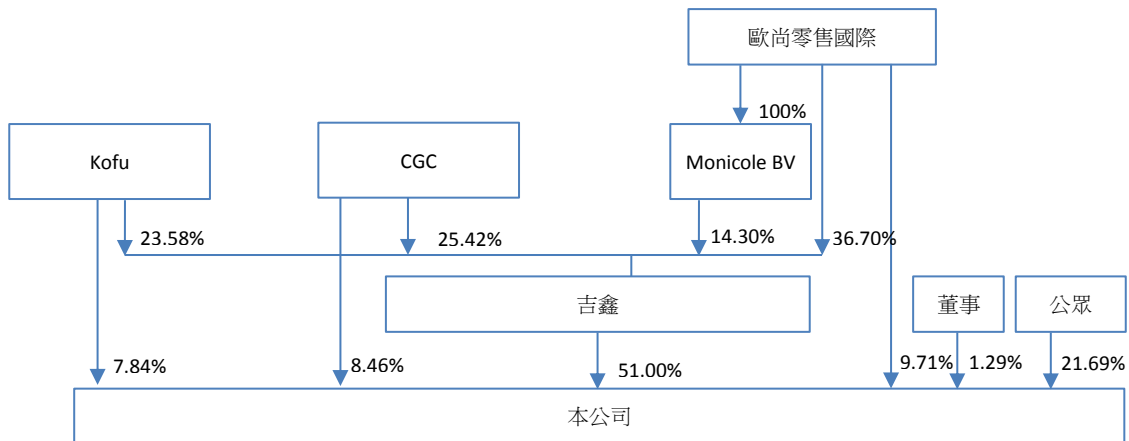 歐尚零售國際
100%
Kofu
CGC
Monicole BV
23.58%
25.42%
14.30%
36.70%
吉鑫
董事
公眾
7.84%
8.46%
51.00%
9.71%
1.29%
21.69%
本公司